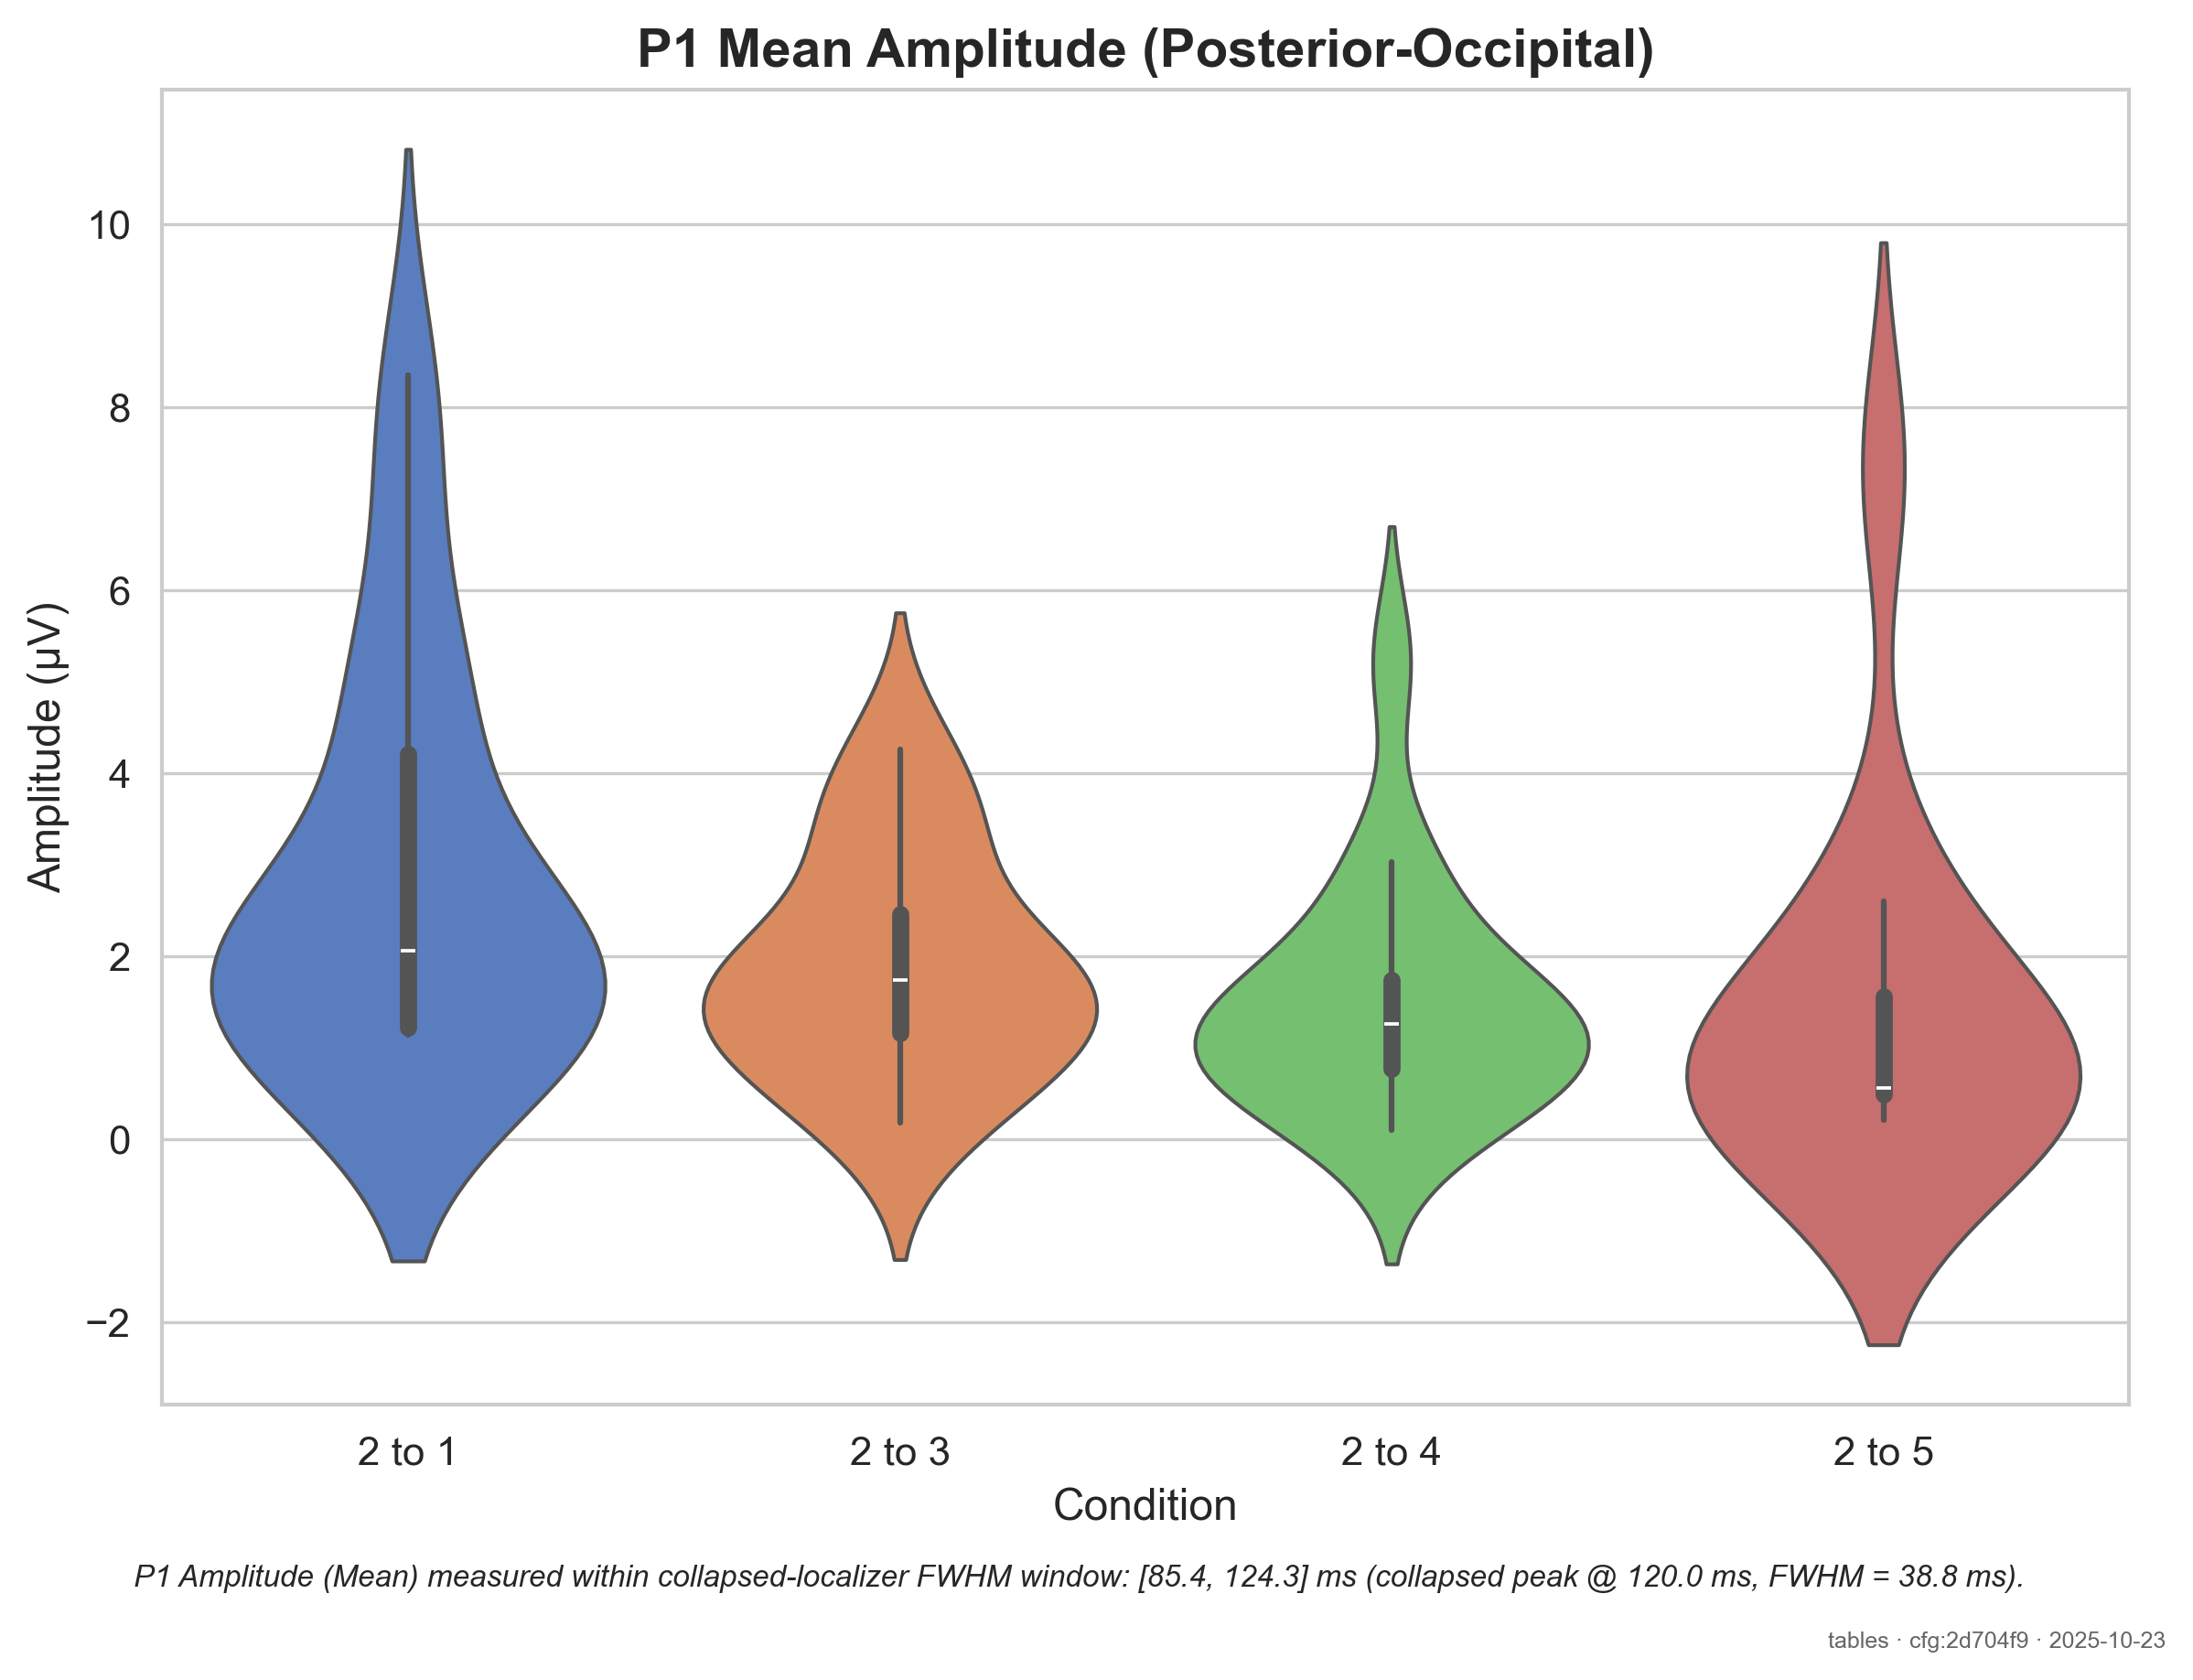 P1 Mean Amplitude (Posterior-Occipital)
Amplitude (µV)
10
8
6
4
2
0
−2
2 to 1
2 to 3
2 to 4
2 to 5
Condition
P1 Amplitude (Mean) measured within collapsed-localizer FWHM window: [85.4, 124.3] ms (collapsed peak @ 120.0 ms, FWHM = 38.8 ms).
tables · cfg:2d704f9 · 2025-10-23